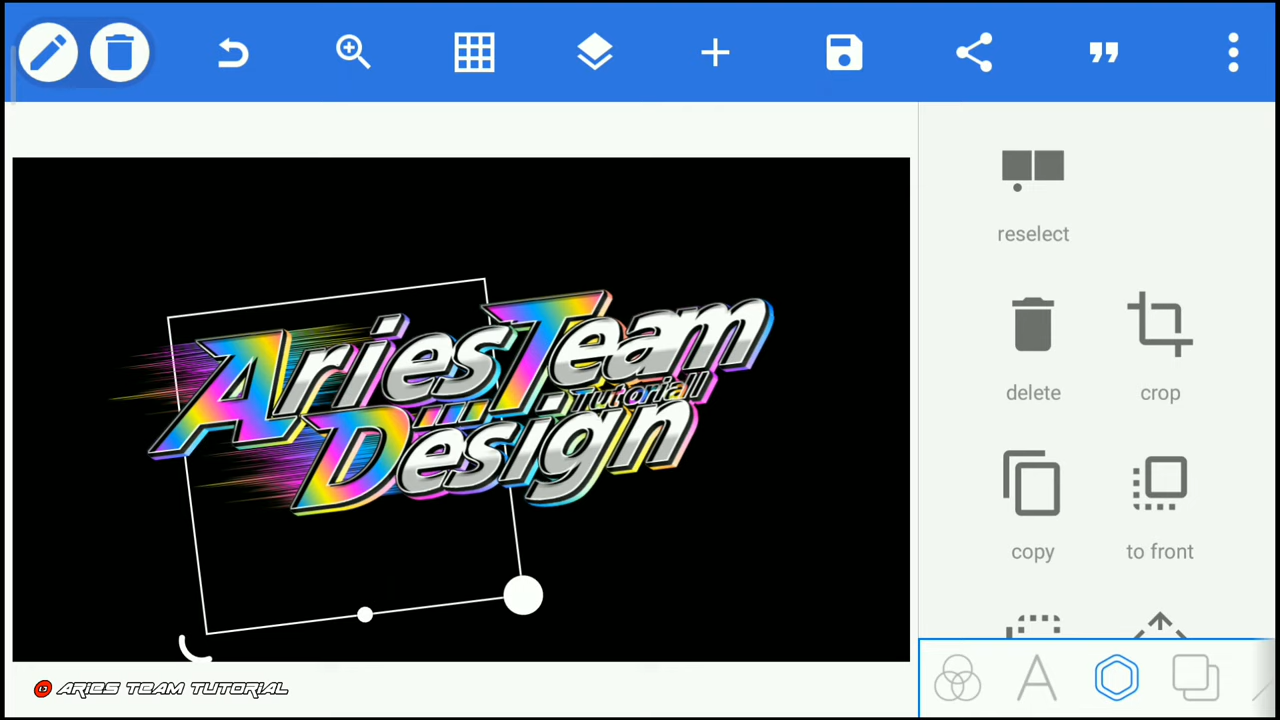 reselect
AriesTeam
Tutorial
Design
delete
crop
copy
to front
ARIES TEAM TUTORIAL